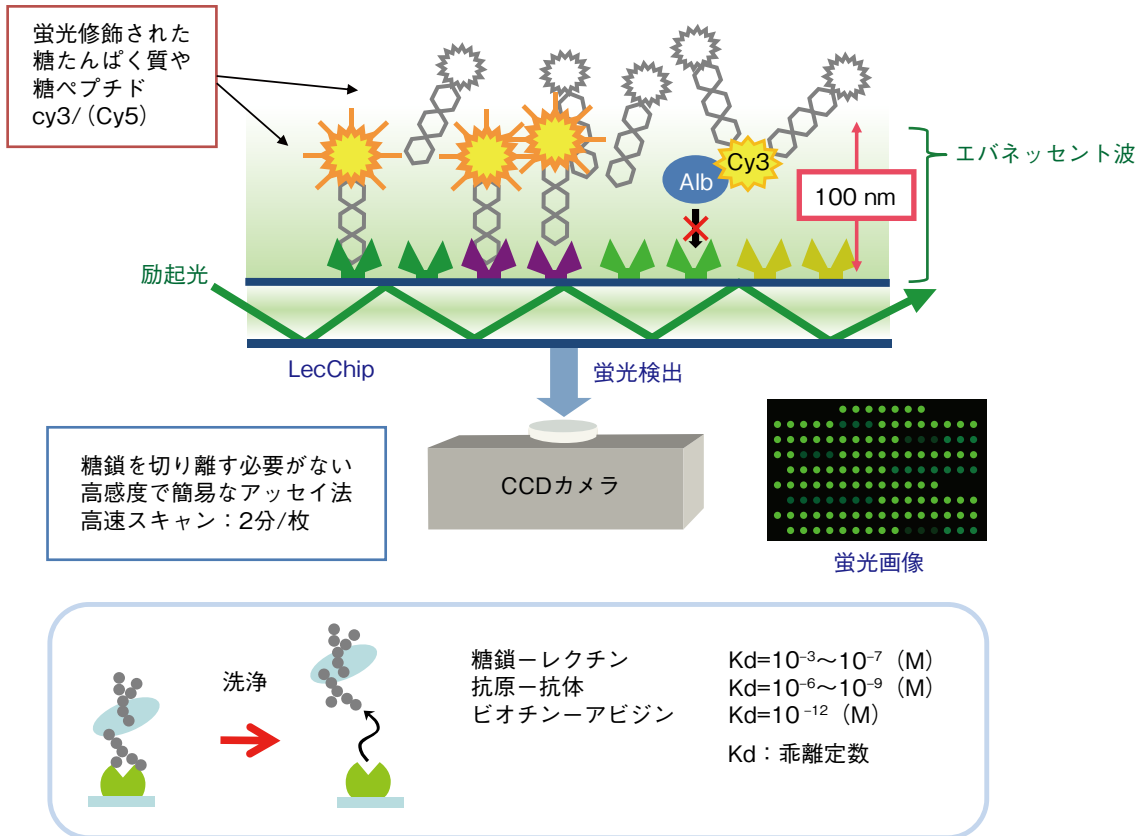 蛍光修飾された
糖たんぱく質や
糖ペプチド
cy3/(Cy5)
Cy3
Alb
100 nm
エバネッセント波
励起光
LecChip
蛍光検出
糖鎖を切り離す必要がない
高感度で簡易なアッセイ法
高速スキャン：2分/枚
CCDカメラ
蛍光画像
洗浄
糖鎖－レクチン Kd=10⁻³～10⁻⁷（M）
抗原－抗体 Kd=10⁻⁶～10⁻⁹（M）
ビオチン－アビジン Kd=10⁻¹²（M）
Kd：乖離定数